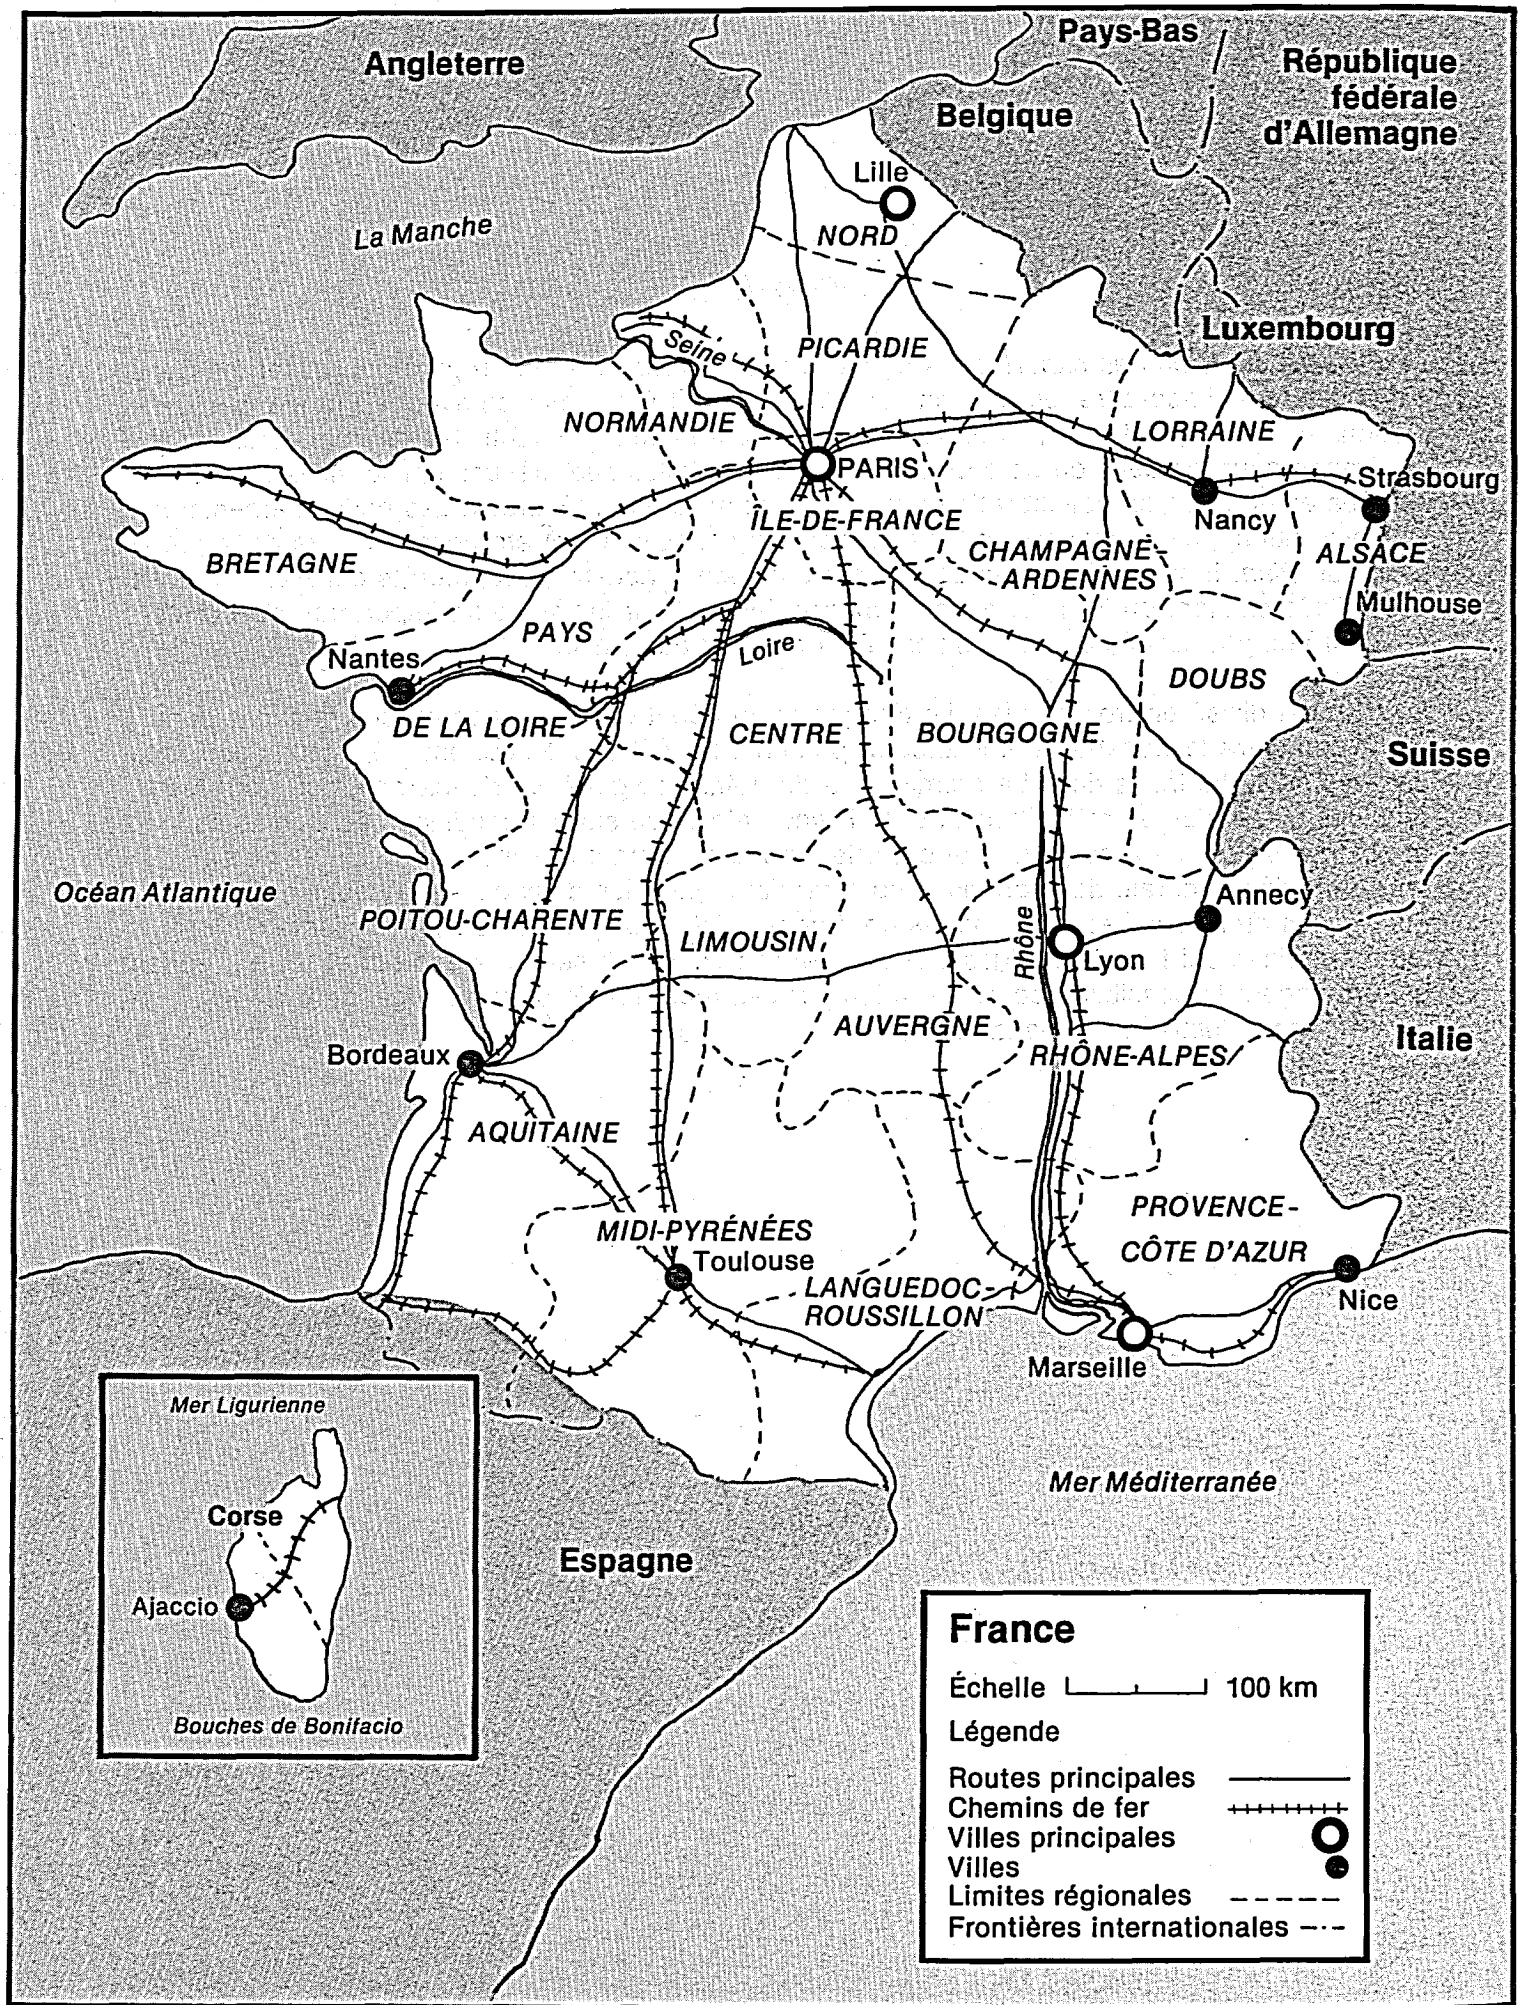 Angleterre
Pays-Bas
République
fédérale
d'Allemagne
Belgique
Lille
La Manche
NORD
Luxembourg
Seine
PICARDIE
NORMANDIE
LORRAINE
PARIS
Strasbourg
Nancy
ÎLE-DE-FRANCE
CHAMPAGNE-
ARDENNES
ALSACE
BRETAGNE
Mulhouse
PAYS
Loire
Nantes
DOUBS
DE LA LOIRE
CENTRE
BOURGOGNE
Suisse
Océan Atlantique
Annecy
POITOU-CHARENTE
LIMOUSIN
Rhône
Lyon
AUVERGNE
Italie
Bordeaux
RHÔNE-ALPES
AQUITAINE
PROVENCE-
CÔTE D'AZUR
MIDI-PYRÉNÉES
Toulouse
LANGUEDOC-
ROUSSILLON
Nice
Marseille
Mer Ligurienne
Corse
Ajaccio
Bouches de Bonifacio
Mer Méditerranée
Espagne
France
Échelle 100 km
Légende
Routes principales
Chemins de fer
Villes principales
Villes
Limites régionales
Frontières internationales